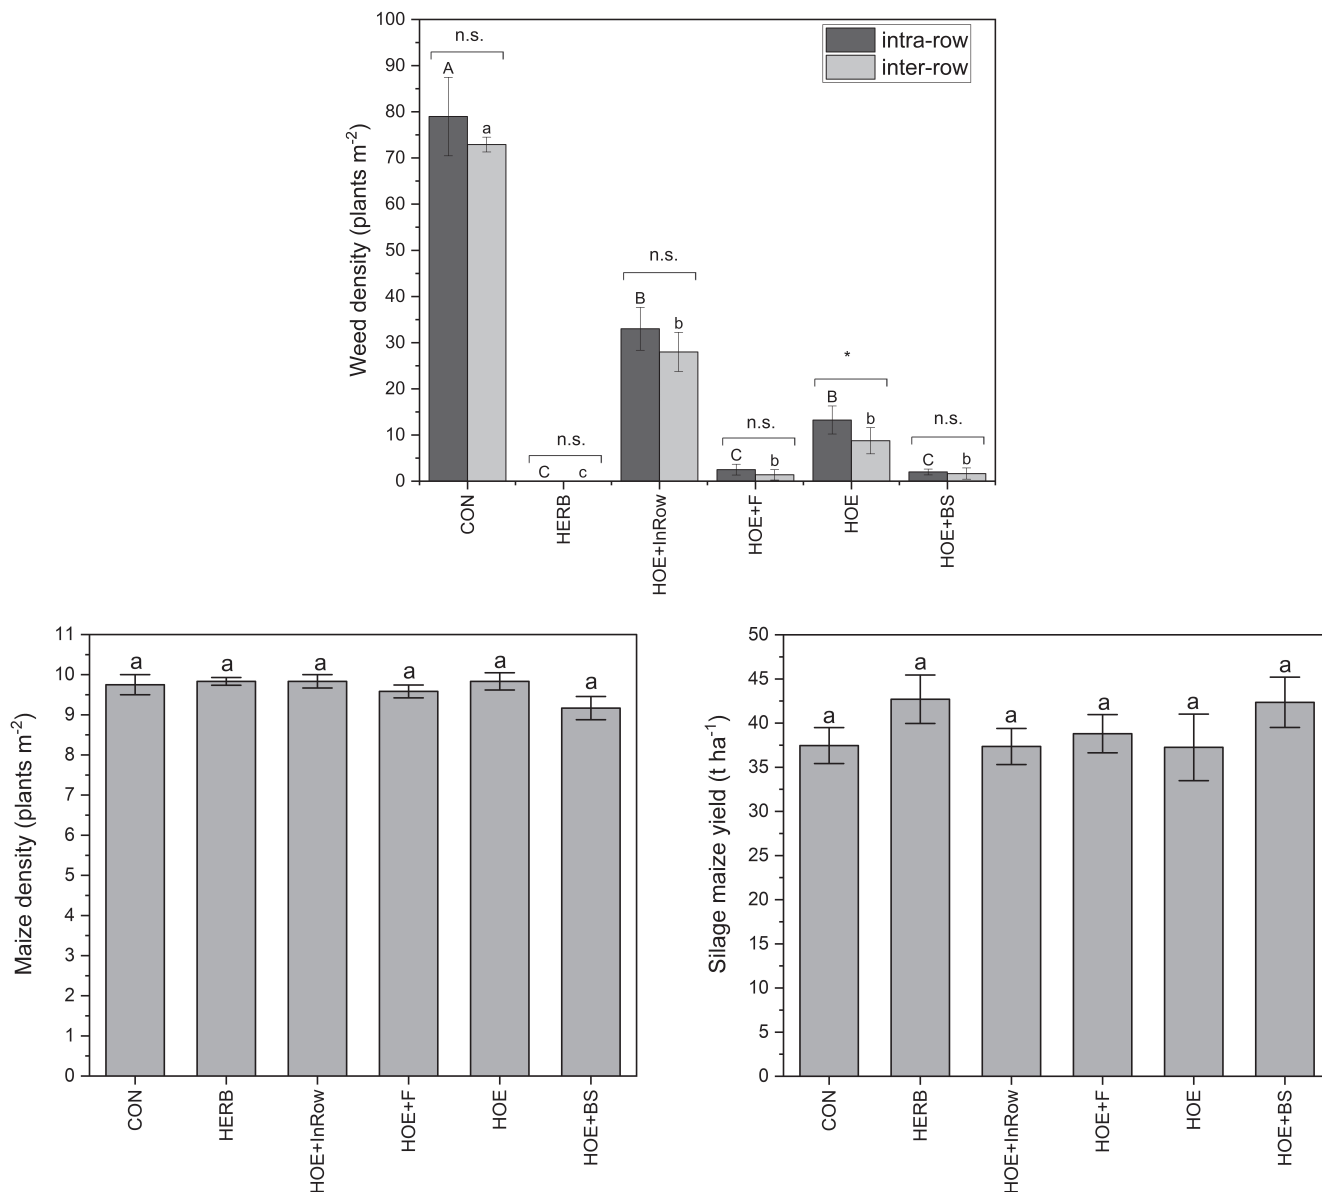 Weed density (plants m⁻²)
100
90
80
70
60
50
40
30
20
10
0
intra-row
inter-row
n.s.
A
a
n.s.
C
c
n.s.
B
b
n.s.
C
b
*
B
b
n.s.
C
b
CON
HERB
HOE+InRow
HOE+F
HOE
HOE+BS
Maize density (plants m⁻²)
11
10
9
8
7
6
5
4
3
2
1
0
a
a
a
a
a
a
CON
HERB
HOE+InRow
HOE+F
HOE
HOE+BS
Silage maize yield (t ha⁻¹)
50
45
40
35
30
25
20
15
10
5
0
a
a
a
a
a
a
CON
HERB
HOE+InRow
HOE+F
HOE
HOE+BS